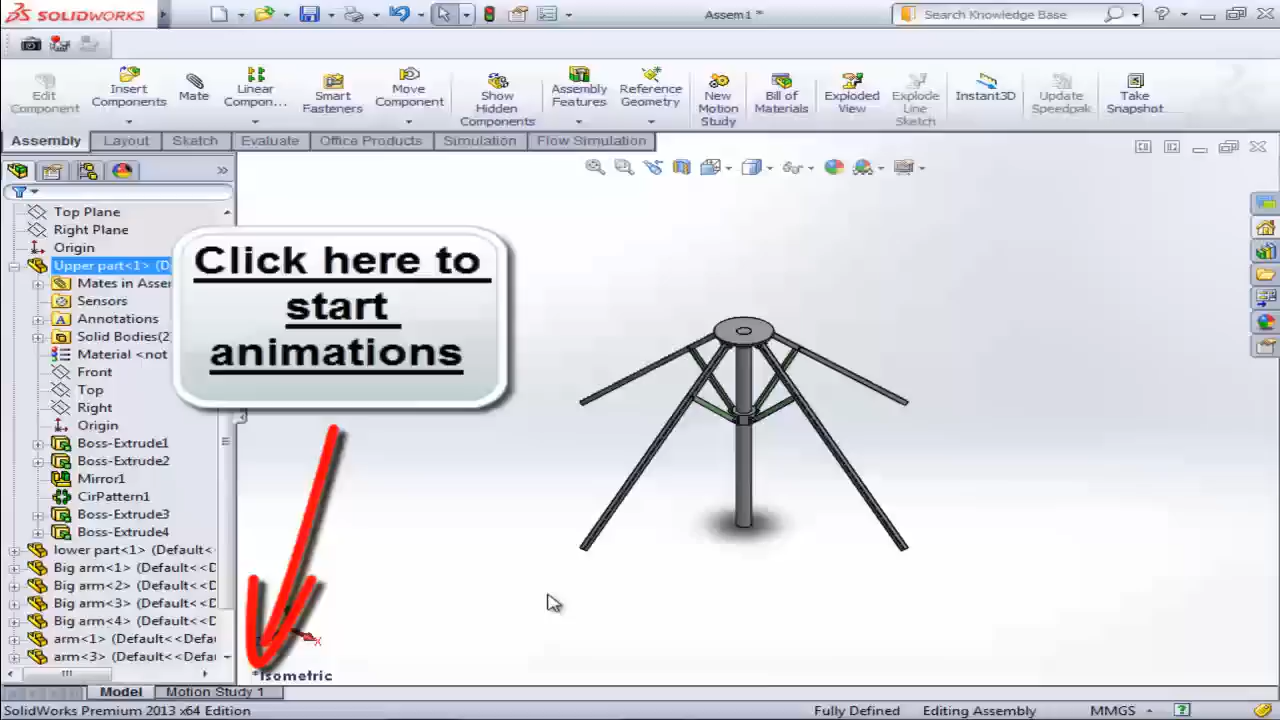 SOLIDWORKS
Assem1 *
Search Knowledge Base
Edit
Component
Insert
Components
Mate
Linear
Compon...
Smart
Fasteners
Move
Component
Show
Hidden
Components
Assembly
Features
Reference
Geometry
New
Motion
Study
Bill of
Materials
Exploded
View
Explode
Line
Sketch
Instant3D
Update
Speedpak
Take
Snapshot
Assembly
Layout
Sketch
Evaluate
Office Products
Simulation
Flow Simulation
Top Plane
Right Plane
Origin
Upper part<1> (D
Mates in Asser
Sensors
Annotations
Solid Bodies(2
Material <not
Front
Top
Right
Origin
Boss-Extrude1
Boss-Extrude2
Mirror1
CirPattern1
Boss-Extrude3
Boss-Extrude4
lower part<1> (Default<
Big arm<1> (Default<<D
Big arm<2> (Default<<D
Big arm<3> (Default<<D
Big arm<4> (Default<<D
arm<1> (Default<<Defau
arm<3> (Default<<Defau
Click here to
start
animations
x
*Isometric
Model
Motion Study 1
SolidWorks Premium 2013 x64 Edition
Fully Defined
Editing Assembly
MMGS